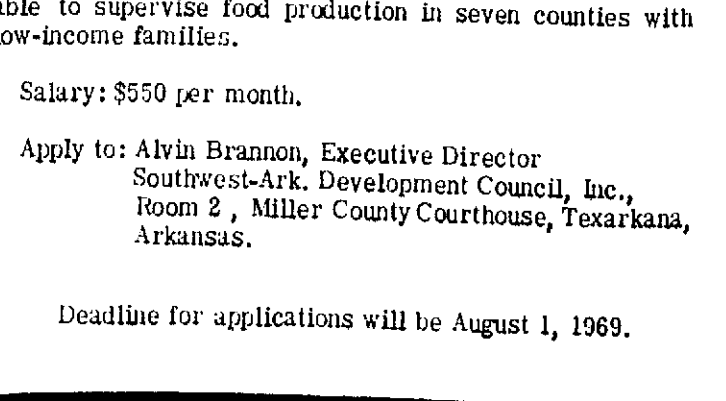 able to supervise food production in seven counties with
low-income families.
Salary: $550 per month.
Apply to: Alvin Brannon, Executive Director
Southwest-Ark. Development Council, Inc.,
Room 2 , Miller County Courthouse, Texarkana,
Arkansas.
Deadline for applications will be August 1, 1969.